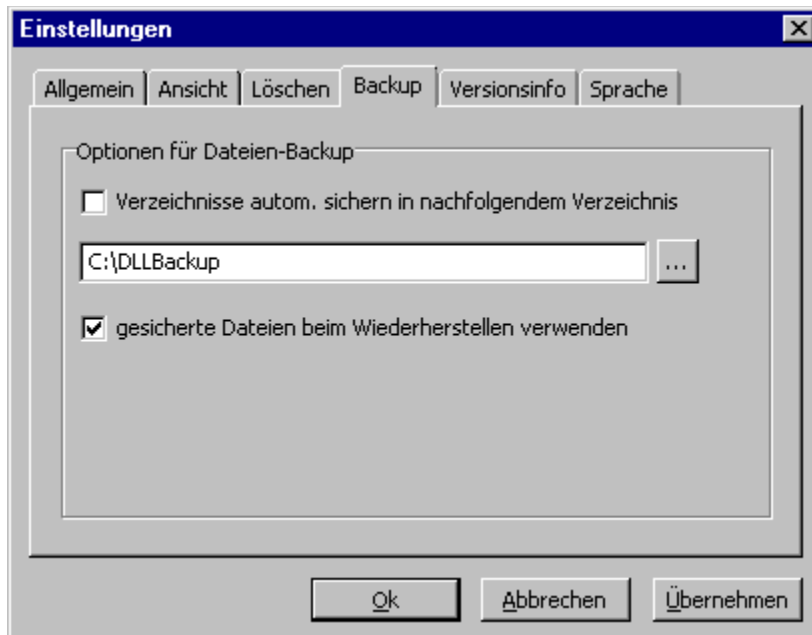 Einstellungen
Allgemein Ansicht Löschen Backup Versionsinfo Sprache
Optionen für Dateien-Backup
Verzeichnisse autom. sichern in nachfolgendem Verzeichnis
C:\DLLBackup ...
gesicherte Dateien beim Wiederherstellen verwenden
Ok Abbrechen Übernehmen